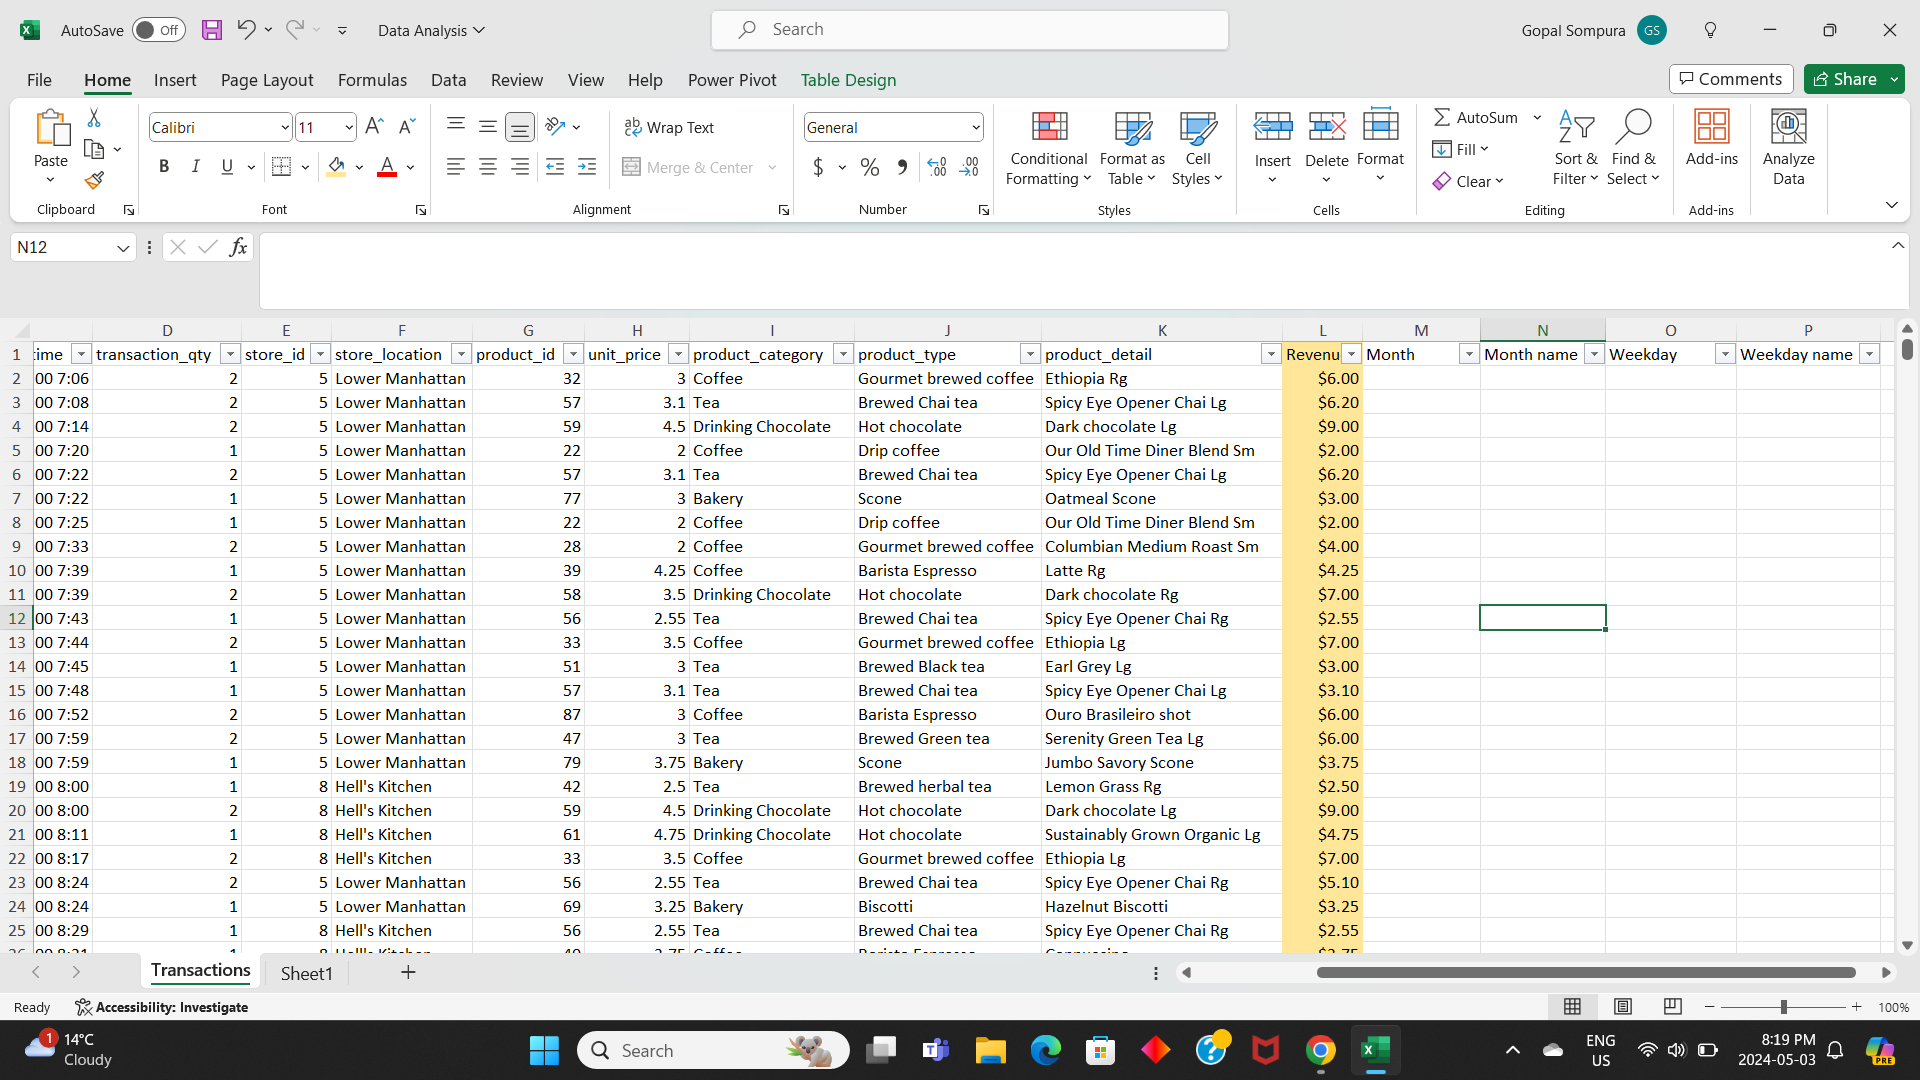 AutoSave Off Data Analysis Search Gopal Sompura GS
File Home Insert Page Layout Formulas Data Review View Help Power Pivot Table Design Comments Share
Paste Calibri 11 Wrap Text General Conditional Formatting Format as Table Cell Styles Insert Delete Format AutoSum Sort & Filter Find & Select Add-ins Analyze Data
B I U A Merge & Center $ % Fill Clear
Clipboard Font Alignment Number Styles Cells Editing Add-ins
N12 fx
D E F G H I J K L M N O P
1 time transaction_qty store_id store_location product_id unit_price product_category product_type product_detail Revenu Month Month name Weekday Weekday name
2 00 7:06 2 5 Lower Manhattan 32 3 Coffee Gourmet brewed coffee Ethiopia Rg $6.00
3 00 7:08 2 5 Lower Manhattan 57 3.1 Tea Brewed Chai tea Spicy Eye Opener Chai Lg $6.20
4 00 7:14 2 5 Lower Manhattan 59 4.5 Drinking Chocolate Hot chocolate Dark chocolate Lg $9.00
5 00 7:20 1 5 Lower Manhattan 22 2 Coffee Drip coffee Our Old Time Diner Blend Sm $2.00
6 00 7:22 2 5 Lower Manhattan 57 3.1 Tea Brewed Chai tea Spicy Eye Opener Chai Lg $6.20
7 00 7:22 1 5 Lower Manhattan 77 3 Bakery Scone Oatmeal Scone $3.00
8 00 7:25 1 5 Lower Manhattan 22 2 Coffee Drip coffee Our Old Time Diner Blend Sm $2.00
9 00 7:33 2 5 Lower Manhattan 28 2 Coffee Gourmet brewed coffee Columbian Medium Roast Sm $4.00
10 00 7:39 1 5 Lower Manhattan 39 4.25 Coffee Barista Espresso Latte Rg $4.25
11 00 7:39 2 5 Lower Manhattan 58 3.5 Drinking Chocolate Hot chocolate Dark chocolate Rg $7.00
12 00 7:43 1 5 Lower Manhattan 56 2.55 Tea Brewed Chai tea Spicy Eye Opener Chai Rg $2.55
13 00 7:44 2 5 Lower Manhattan 33 3.5 Coffee Gourmet brewed coffee Ethiopia Lg $7.00
14 00 7:45 1 5 Lower Manhattan 51 3 Tea Brewed Black tea Earl Grey Lg $3.00
15 00 7:48 1 5 Lower Manhattan 57 3.1 Tea Brewed Chai tea Spicy Eye Opener Chai Lg $3.10
16 00 7:52 2 5 Lower Manhattan 87 3 Coffee Barista Espresso Ouro Brasileiro shot $6.00
17 00 7:59 2 5 Lower Manhattan 47 3 Tea Brewed Green tea Serenity Green Tea Lg $6.00
18 00 7:59 1 5 Lower Manhattan 79 3.75 Bakery Scone Jumbo Savory Scone $3.75
19 00 8:00 1 8 Hell's Kitchen 42 2.5 Tea Brewed herbal tea Lemon Grass Rg $2.50
20 00 8:00 2 8 Hell's Kitchen 59 4.5 Drinking Chocolate Hot chocolate Dark chocolate Lg $9.00
21 00 8:11 1 8 Hell's Kitchen 61 4.75 Drinking Chocolate Hot chocolate Sustainably Grown Organic Lg $4.75
22 00 8:17 2 8 Hell's Kitchen 33 3.5 Coffee Gourmet brewed coffee Ethiopia Lg $7.00
23 00 8:24 2 5 Lower Manhattan 56 2.55 Tea Brewed Chai tea Spicy Eye Opener Chai Rg $5.10
24 00 8:24 1 5 Lower Manhattan 69 3.25 Bakery Biscotti Hazelnut Biscotti $3.25
25 00 8:29 1 8 Hell's Kitchen 56 2.55 Tea Brewed Chai tea Spicy Eye Opener Chai Rg $2.55
Transactions Sheet1
Ready Accessibility: Investigate 100%
1 14°C Search ENG 8:19 PM
Cloudy US 2024-05-03 PRE